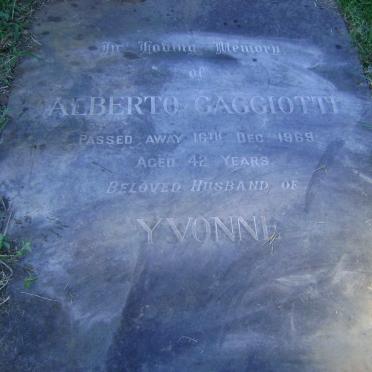 In Loving Memory
of
ALBERTO GAGGIOTTI
PASSED AWAY 16TH DEC. 1969
AGED 42 YEARS
BELOVED HUSBAND OF
YVONNE